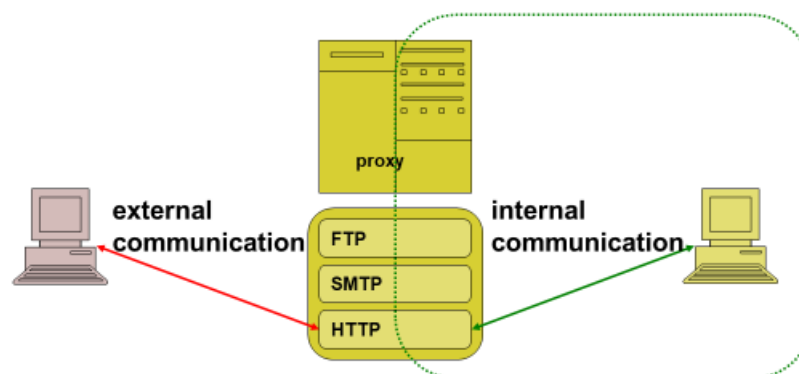 proxy
external
communication
internal
communication
FTP
SMTP
HTTP